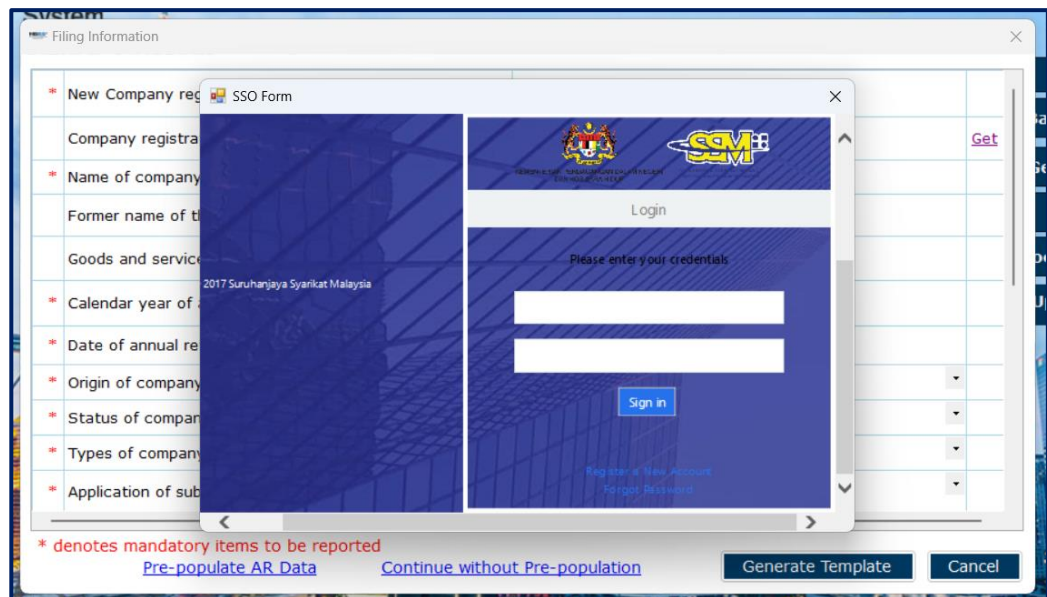 System
Filing Information
* New Company reg
Company registra
Get
* Name of company
Former name of t
Goods and service
* Calendar year of
* Date of annual re
* Origin of company
* Status of compan
* Types of company
* Application of sub
SSO Form
2017 Suruhanjaya Syarikat Malaysia
SSM
Login
Please enter your credentials
Sign in
Register a New Account
Forgot Password
* denotes mandatory items to be reported
Pre-populate AR Data
Continue without Pre-population
Generate Template
Cancel